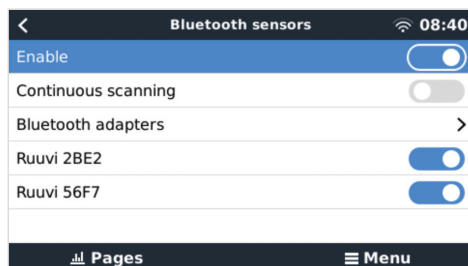 Bluetooth sensors 08:40
Enable
Continuous scanning
Bluetooth adapters
Ruuvi 2BE2
Ruuvi 56F7
Pages Menu